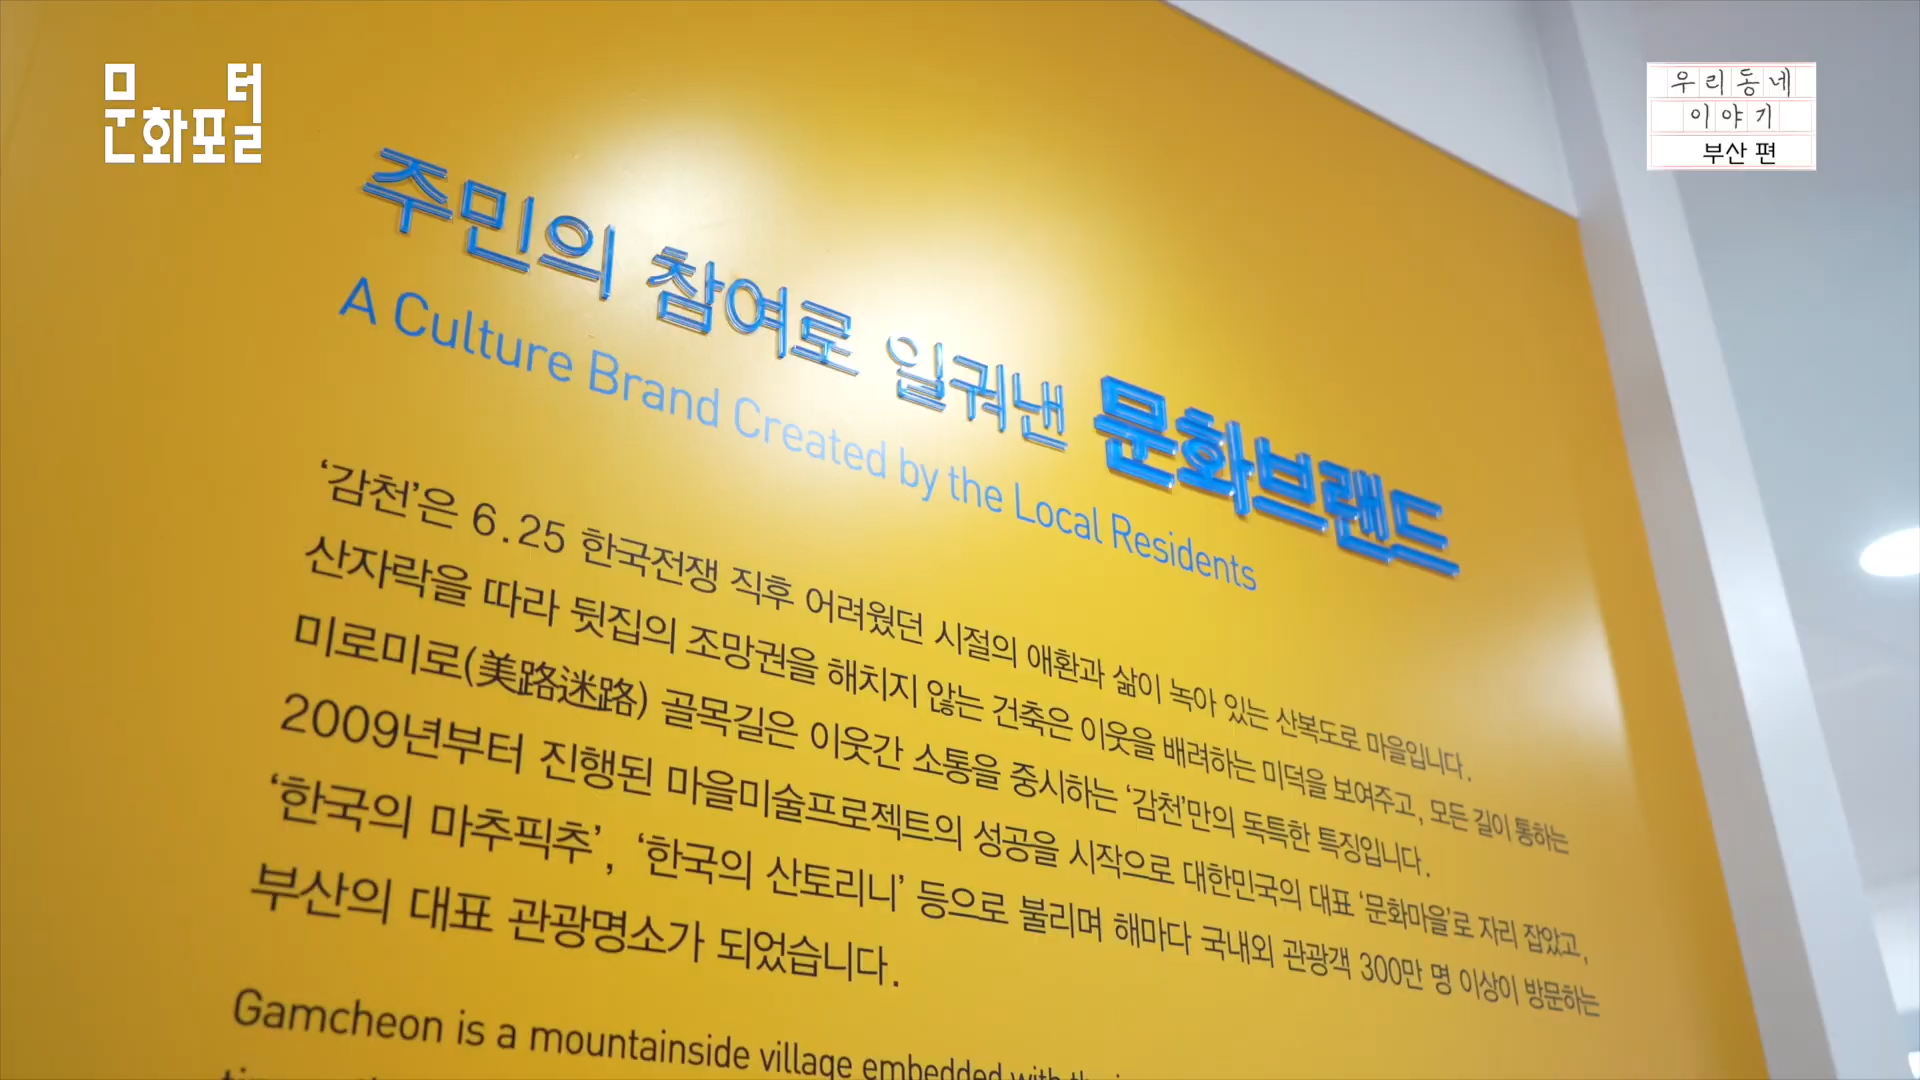 문화포털
우리동네
이야기
부산 편
주민의 참여로 일궈낸 문화브랜드
A Culture Brand Created by the Local Residents
‘감천’은 6.25 한국전쟁 직후 어려웠던 시절의 애환과 삶이 녹아 있는 산복도로 마을입니다.
산자락을 따라 뒷집의 조망권을 해치지 않는 건축은 이웃을 배려하는 미덕을 보여주고, 모든 길이 통하는
미로미로(美路迷路) 골목길은 이웃간 소통을 중시하는 ‘감천’만의 독특한 특징입니다.
2009년부터 진행된 마을미술프로젝트의 성공을 시작으로 대한민국의 대표 ‘문화마을’로 자리 잡았고,
‘한국의 마추픽추’, ‘한국의 산토리니’ 등으로 불리며 해마다 국내외 관광객 300만 명 이상이 방문하는
부산의 대표 관광명소가 되었습니다.
Gamcheon is a mountainside village embedded with